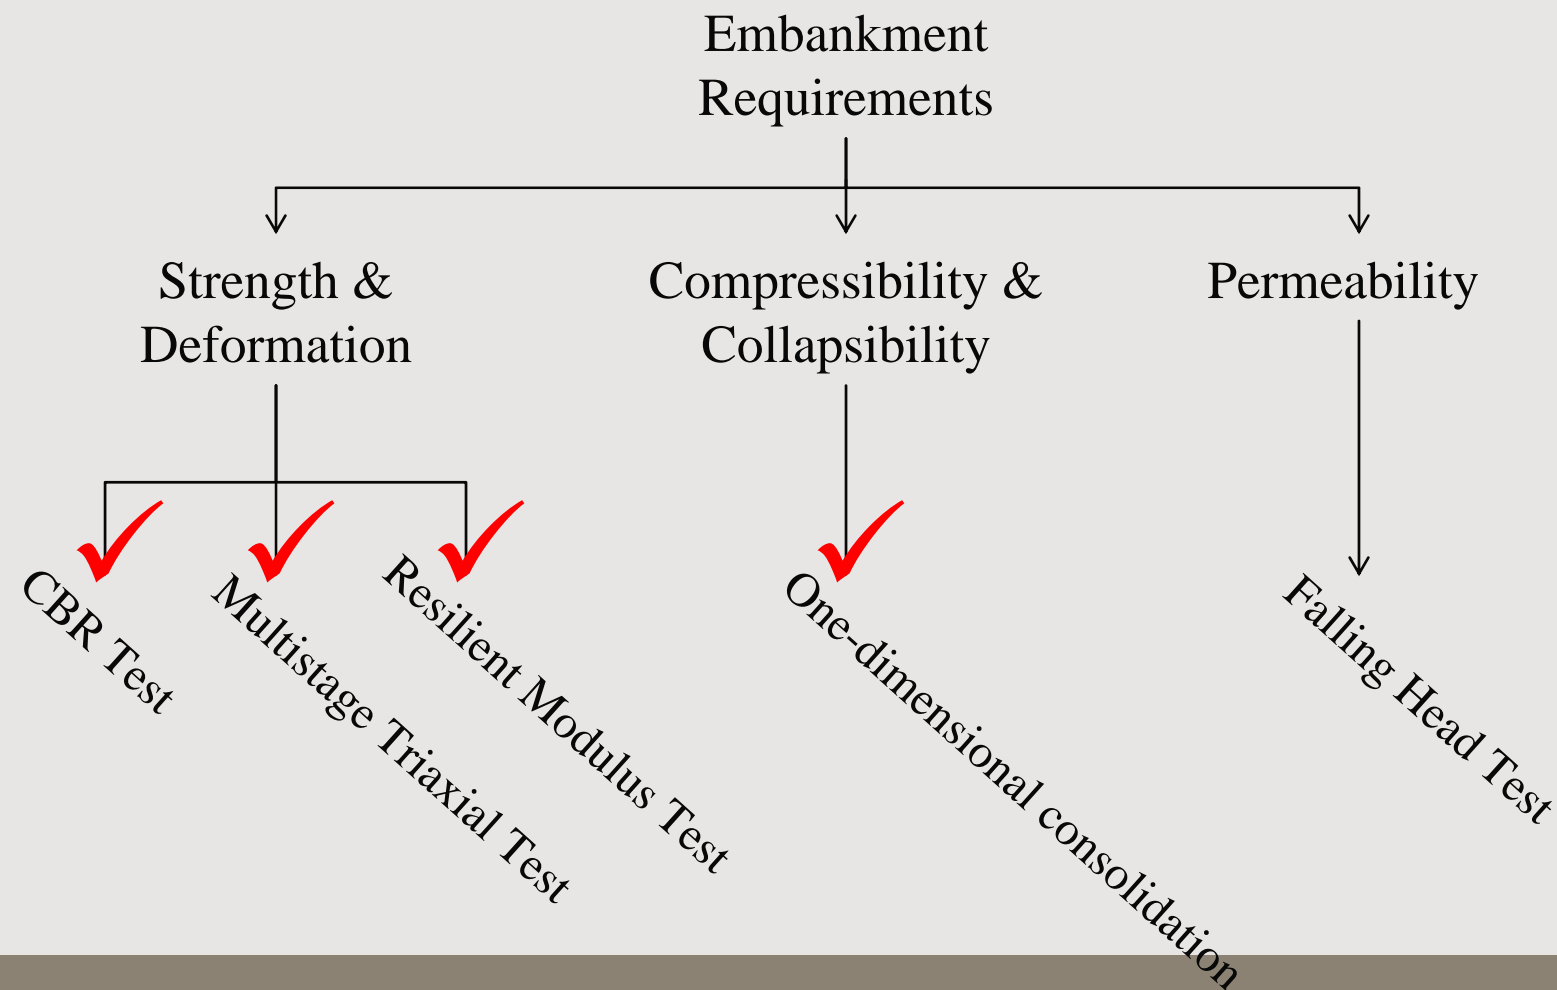 Embankment
Requirements
Strength &
Deformation
Compressibility &
Collapsibility
Permeability
CBR Test
Multistage Triaxial Test
Resilient Modulus Test
One-dimensional consolidation
Falling Head Test